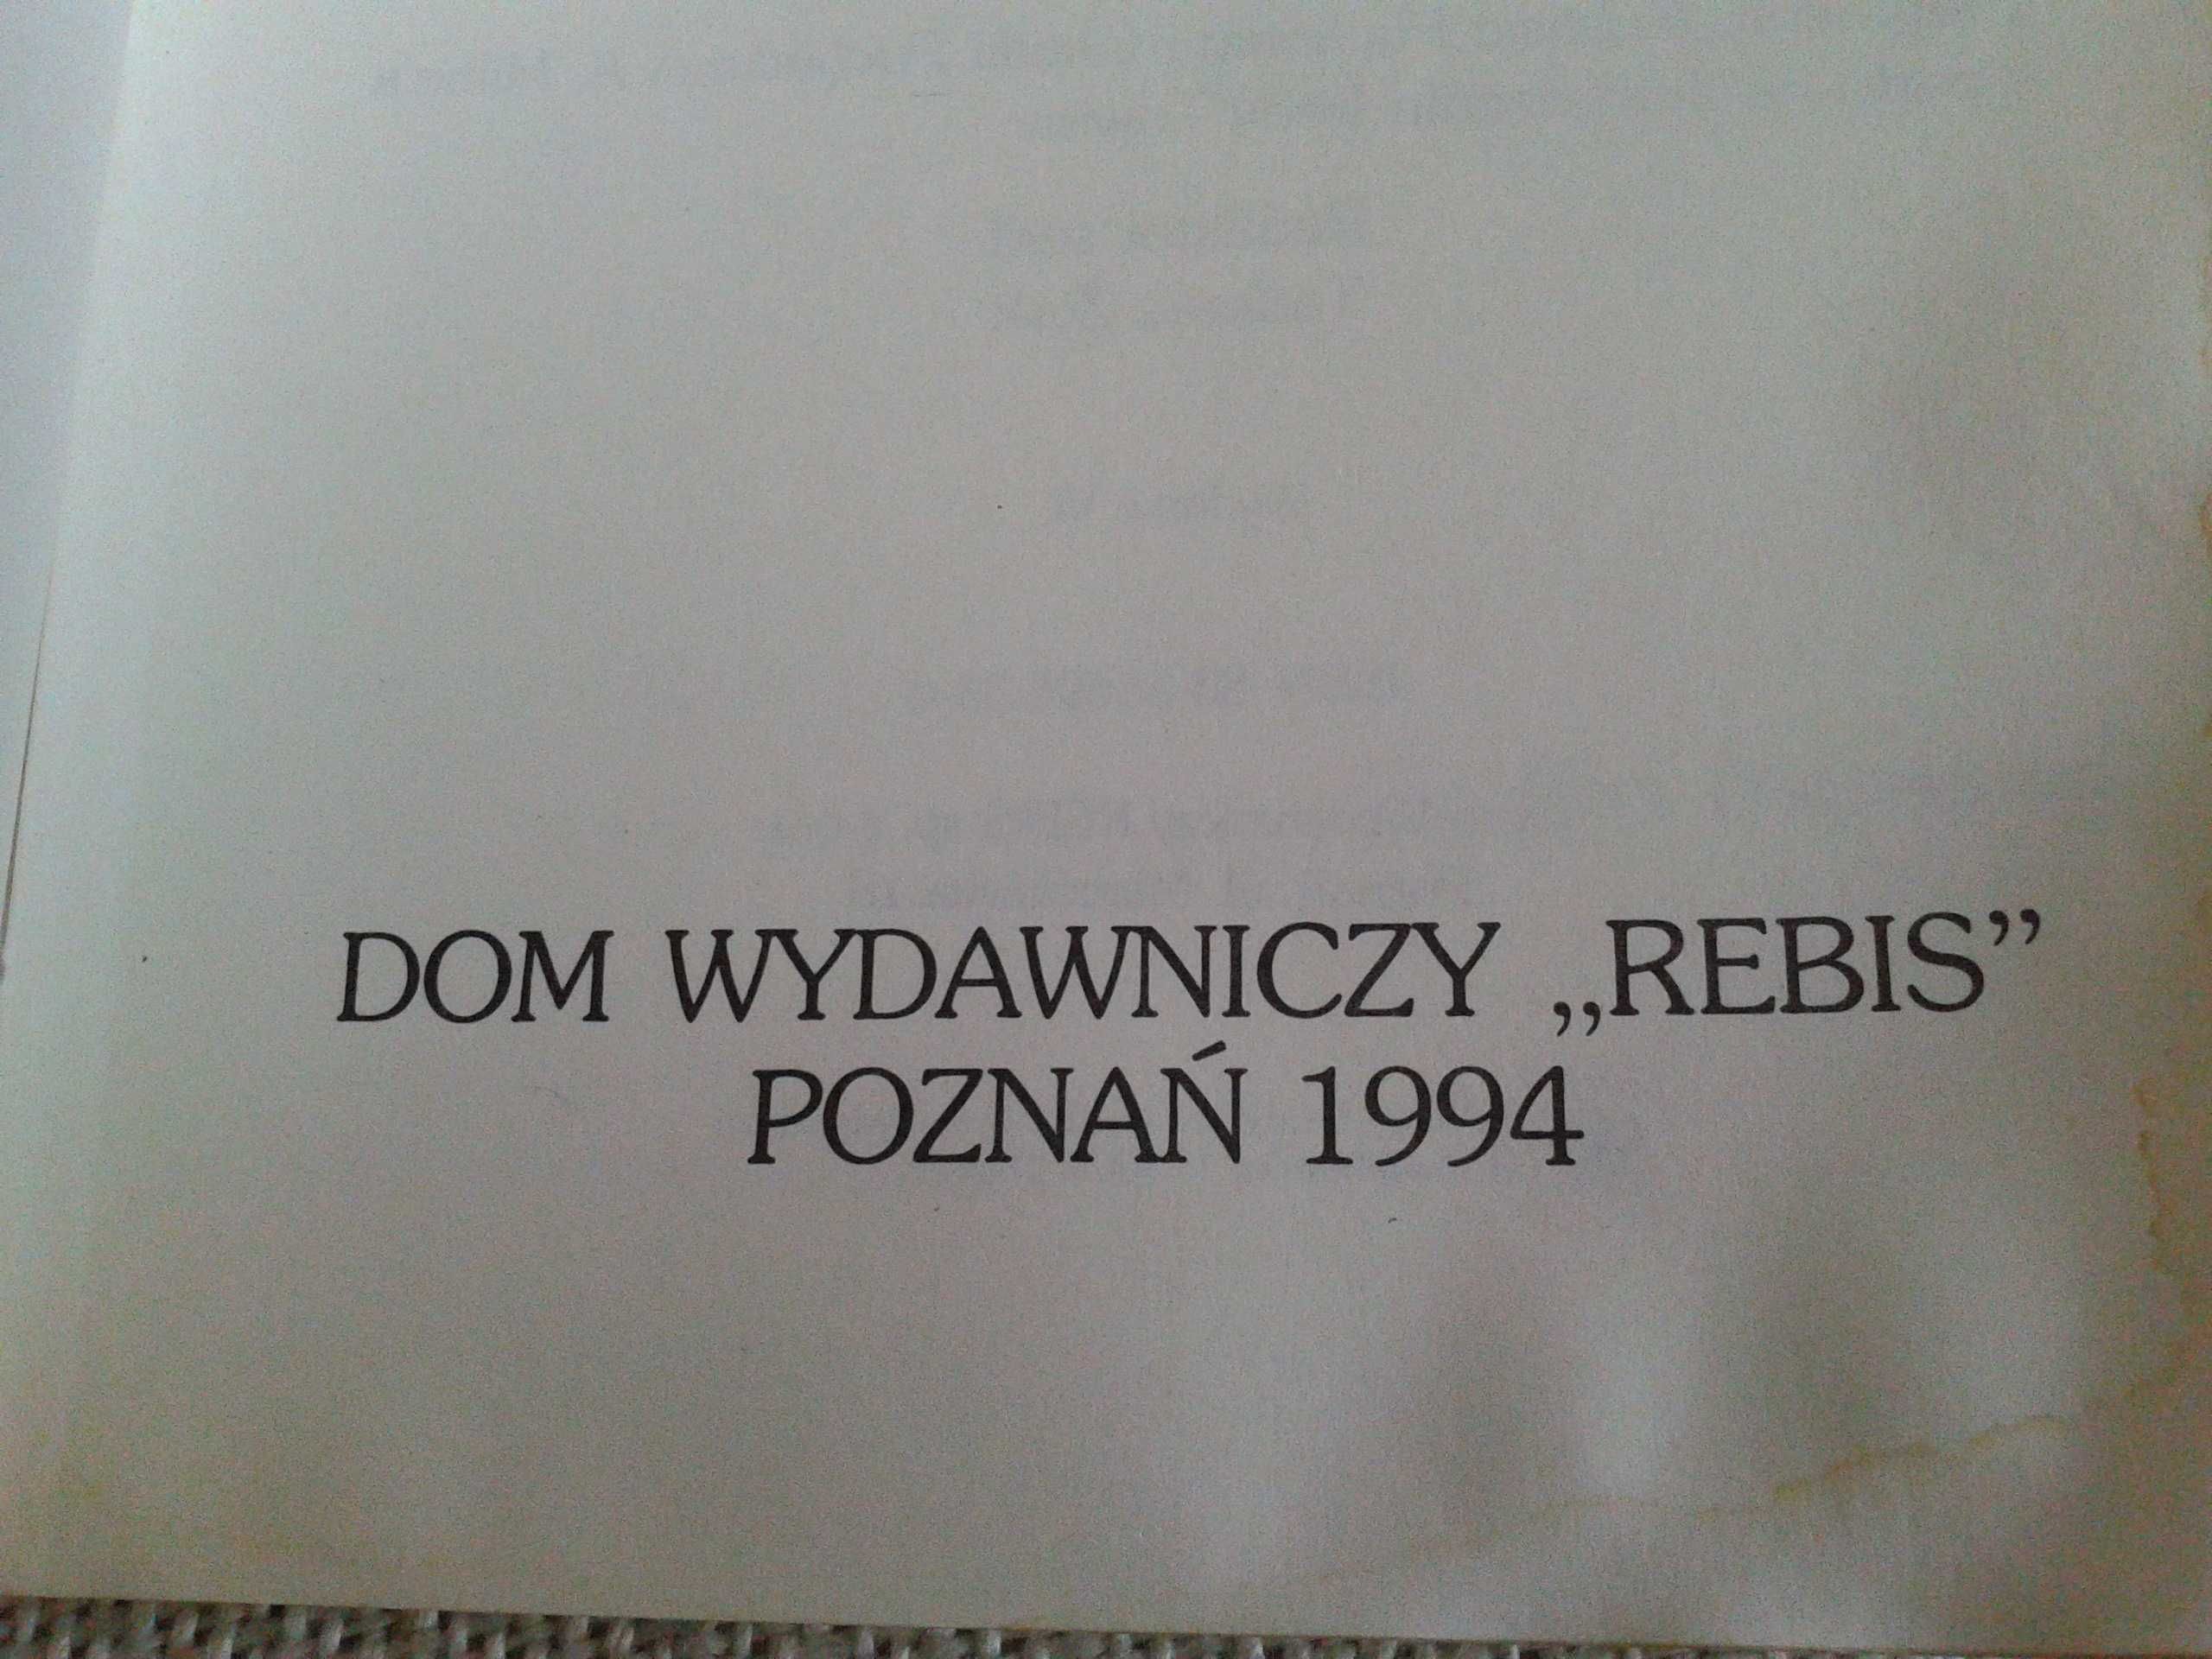 DOM WYDAWNICZY „REBIS”
POZNAŃ 1994